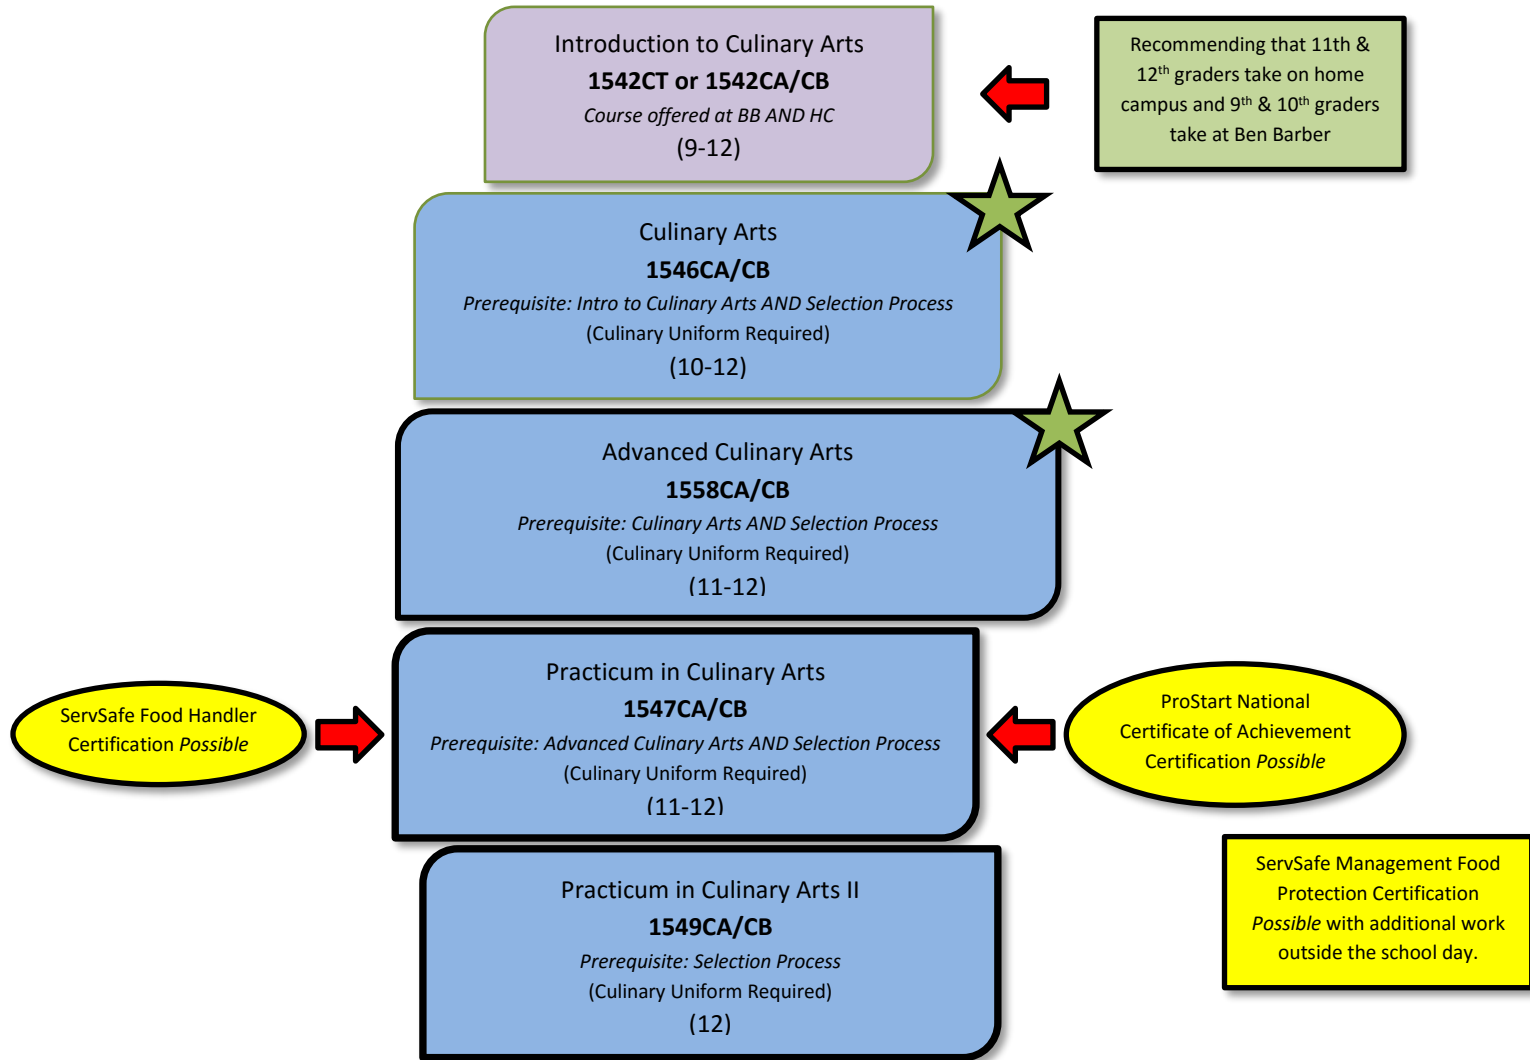 Introduction to Culinary Arts
1542CT or 1542CA/CB
Course offered at BB AND HC
(9-12)
Recommending that 11th &
12th graders take on home
campus and 9th & 10th graders
take at Ben Barber
Culinary Arts
1546CA/CB
Prerequisite: Intro to Culinary Arts AND Selection Process
(Culinary Uniform Required)
(10-12)
Advanced Culinary Arts
1558CA/CB
Prerequisite: Culinary Arts AND Selection Process
(Culinary Uniform Required)
(11-12)
Practicum in Culinary Arts
1547CA/CB
Prerequisite: Advanced Culinary Arts AND Selection Process
(Culinary Uniform Required)
(11-12)
ServSafe Food Handler
Certification Possible
ProStart National
Certificate of Achievement
Certification Possible
Practicum in Culinary Arts II
1549CA/CB
Prerequisite: Selection Process
(Culinary Uniform Required)
(12)
ServSafe Management Food
Protection Certification
Possible with additional work
outside the school day.